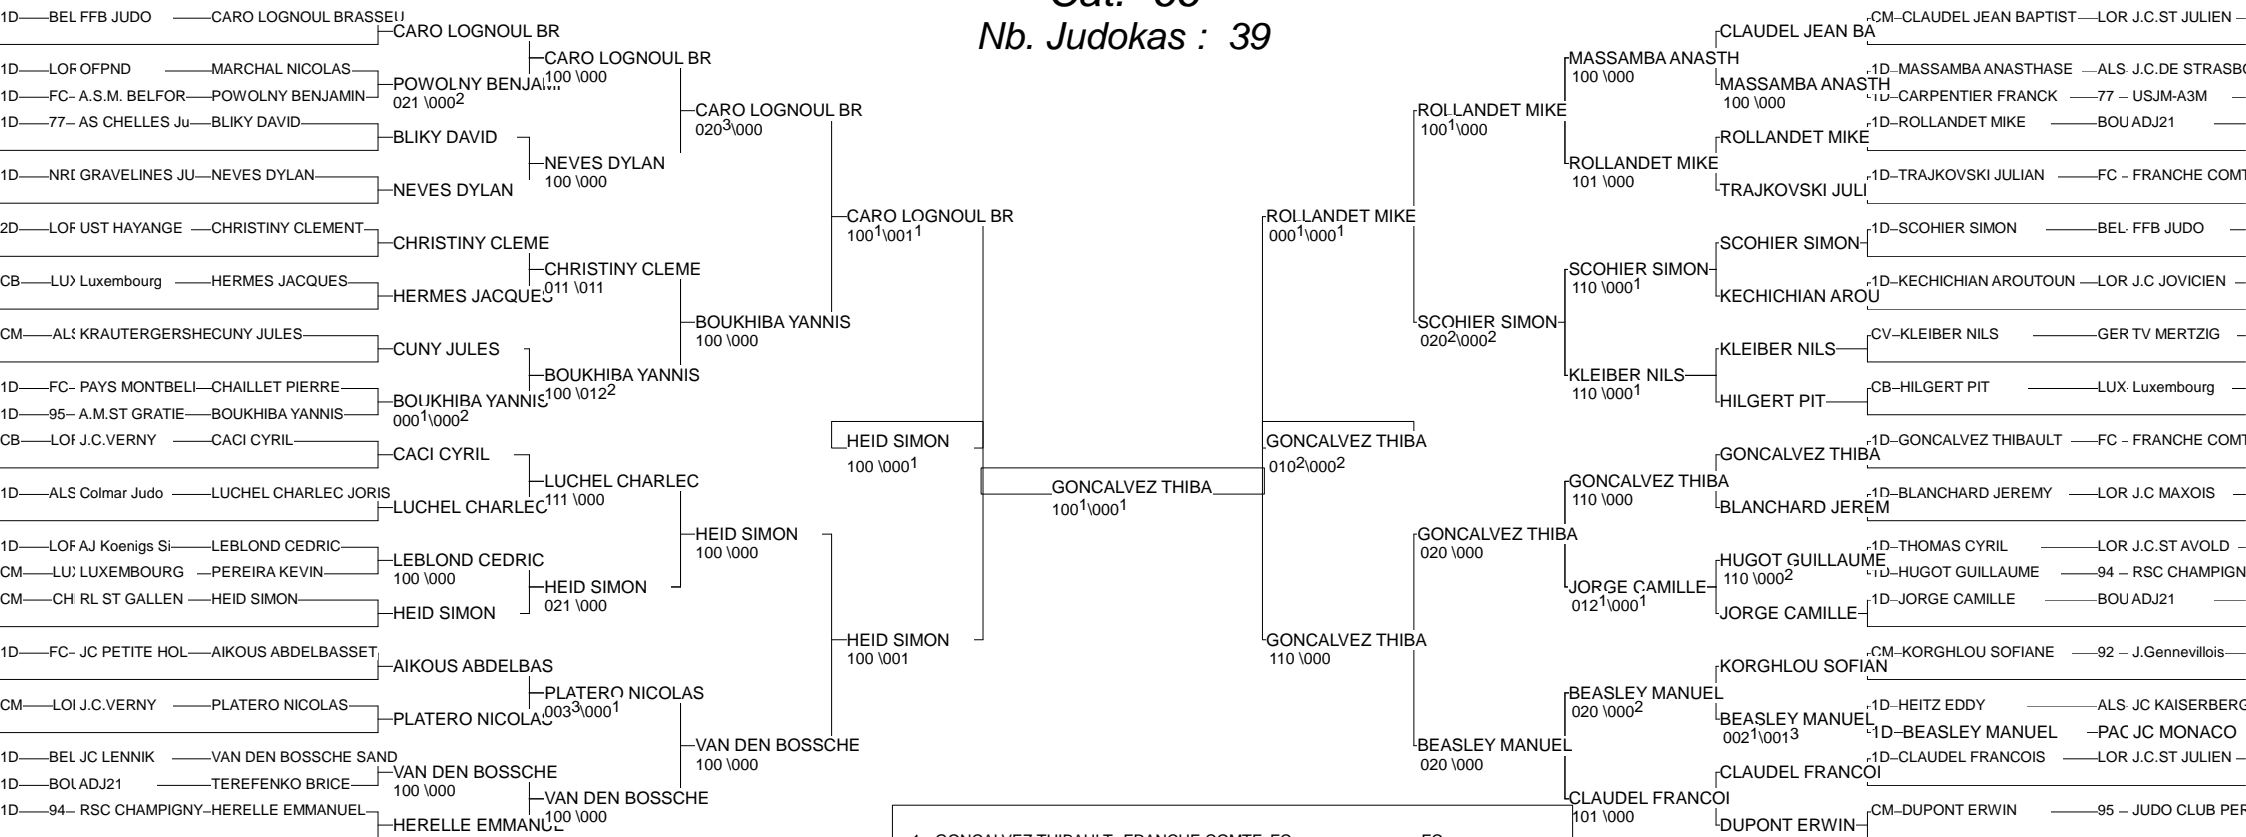 Nb. Judokas : 39
1D BEL FFB JUDO CARO LOGNOUL BRASSEU
1D LOR OFPND MARCHAL NICOLAS
1D FC- A.S.M. BELFOR POWOLNY BENJAMIN
1D 77 AS CHELLES Ju BLIKY DAVID
1D GRAVELINES JU NEVES DYLAN
2D LOR UST HAYANGE CHRISTINY CLEMENT
CB Luxembourg HERMES JACQUES
CM KRAUTERGERSHE CUNY JULES
1D FC- PAYS MONTBELI CHAILLET PIERRE
1D 95 A.M.ST GRATIE BOUKHIBA YANNIS
CB J.C.VERNY CACI CYRIL
1D ALS Colmar Judo LUCHEL CHARLEC JORIS
1D LOR AJ Koenigs Si LEBLOND CEDRIC
CM LUXEMBOURG PEREIRA KEVIN
CM CH RL ST GALLEN HEID SIMON
1D FC- JC PETITE HOL AIKOUS ABDELBASSET
CM J.C.VERNY PLATERO NICOLAS
1D BEL JC LENNIK VAN DEN BOSSCHE SAND
1D BOU ADJ21 TEREFENKO BRICE
1D 94 RSC CHAMPIGNY HERELLE EMMANUEL
CARO LOGNOUL BR
POWOLNY BENJAMI
021 \000²
BLIKY DAVID
NEVES DYLAN
CHRISTINY CLEME
HERMES JACQUES
CUNY JULES
BOUKHIBA YANNIS
000¹\000²
CACI CYRIL
LUCHEL CHARLEC
LEBLOND CEDRIC
100 \000
HEID SIMON
AIKOUS ABDELBAS
PLATERO NICOLAS
VAN DEN BOSSCHE
100 \000
HERELLE EMMANUE
CARO LOGNOUL BR
100 \000
NEVES DYLAN
100 \000
CHRISTINY CLEME
011 \011
BOUKHIBA YANNIS
100 \012²
LUCHEL CHARLEC
111 \000
HEID SIMON
021 \000
PLATERO NICOLAS
003³\000¹
VAN DEN BOSSCHE
100 \000
CARO LOGNOUL BR
020³\000
BOUKHIBA YANNIS
100 \000
HEID SIMON
100 \000
VAN DEN BOSSCHE
100 \000
CARO LOGNOUL BR
100¹\001¹
HEID SIMON
100 \000¹
HEID SIMON
100 \001
GONCALVEZ THIBA
100¹\000¹
ROLLANDET MIKE
000¹\000¹
GONCALVEZ THIBA
010²\000²
GONCALVEZ THIBA
110 \000
ROLLANDET MIKE
100¹\000
SCOHIER SIMON
020²\000²
GONCALVEZ THIBA
020 \000
BEASLEY MANUEL
020 \000
MASSAMBA ANASTH
100 \000
ROLLANDET MIKE
101 \000
SCOHIER SIMON
110 \000¹
KLEIBER NILS
110 \000¹
GONCALVEZ THIBA
110 \000
JORGE CAMILLE
012¹\000¹
BEASLEY MANUEL
020 \000²
CLAUDEL FRANCOI
101 \000
CLAUDEL JEAN BA
MASSAMBA ANASTH
100 \000
ROLLANDET MIKE
TRAJKOVSKI JULI
SCOHIER SIMON
KECHICHIAN AROU
KLEIBER NILS
HILGERT PIT
GONCALVEZ THIBA
BLANCHARD JEREM
HUGOT GUILLAUME
110 \000²
JORGE CAMILLE
KORGHLOU SOFIAN
BEASLEY MANUEL
002¹\001³
CLAUDEL FRANCOI
DUPONT ERWIN
CM CLAUDEL JEAN BAPTIST LOR J.C.ST JULIEN
1D MASSAMBA ANASTHASE ALS J.C.DE STRASBO
1D CARPENTIER FRANCK 77 USJM-A3M
1D ROLLANDET MIKE BOU ADJ21
1D TRAJKOVSKI JULIAN FC - FRANCHE COMT
1D SCOHIER SIMON BEL FFB JUDO
1D KECHICHIAN AROUTOUN LOR J.C JOVICIEN
CV KLEIBER NILS GER TV MERTZIG
CB HILGERT PIT LUX Luxembourg
1D GONCALVEZ THIBAULT FC - FRANCHE COMT
1D BLANCHARD JEREMY LOR J.C MAXOIS
1D THOMAS CYRIL LOR J.C.ST AVOLD
1D HUGOT GUILLAUME 94 RSC CHAMPIGN
1D JORGE CAMILLE BOU ADJ21
CM KORGHLOU SOFIANE 92 J.Gennevillois
1D HEITZ EDDY ALS JC KAISERBERG
1D BEASLEY MANUEL PAC JC MONACO
1D CLAUDEL FRANCOIS LOR J.C.ST JULIEN
CM DUPONT ERWIN 95 JUDO CLUB PER